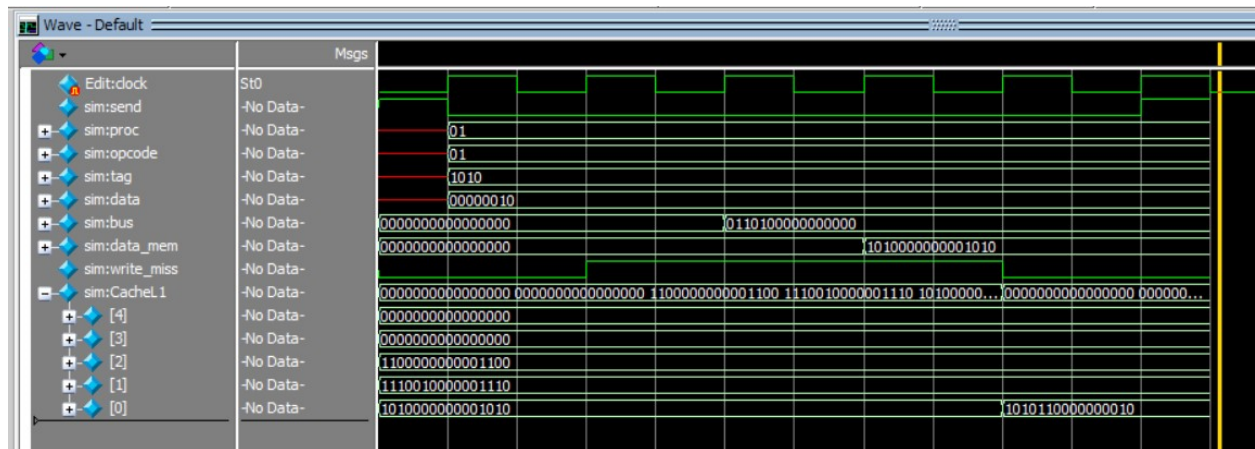 Wave - Default
Msgs
Edit:clock St0
sim:send -No Data-
sim:proc -No Data- 01
sim:opcode -No Data- 01
sim:tag -No Data- 1010
sim:data -No Data- 00000010
sim:bus -No Data- 0000000000000000 0110100000000000
sim:data_mem -No Data- 0000000000000000 1010000000001010
sim:write_miss -No Data-
sim:CacheL1 -No Data- 0000000000000000 0000000000000000 1100000000001100 1110010000001110 10100000... 0000000000000000 000000...
[4] -No Data- 0000000000000000
[3] -No Data- 0000000000000000
[2] -No Data- 1100000000001100
[1] -No Data- 1110010000001110
[0] -No Data- 1010000000001010 1010110000000010